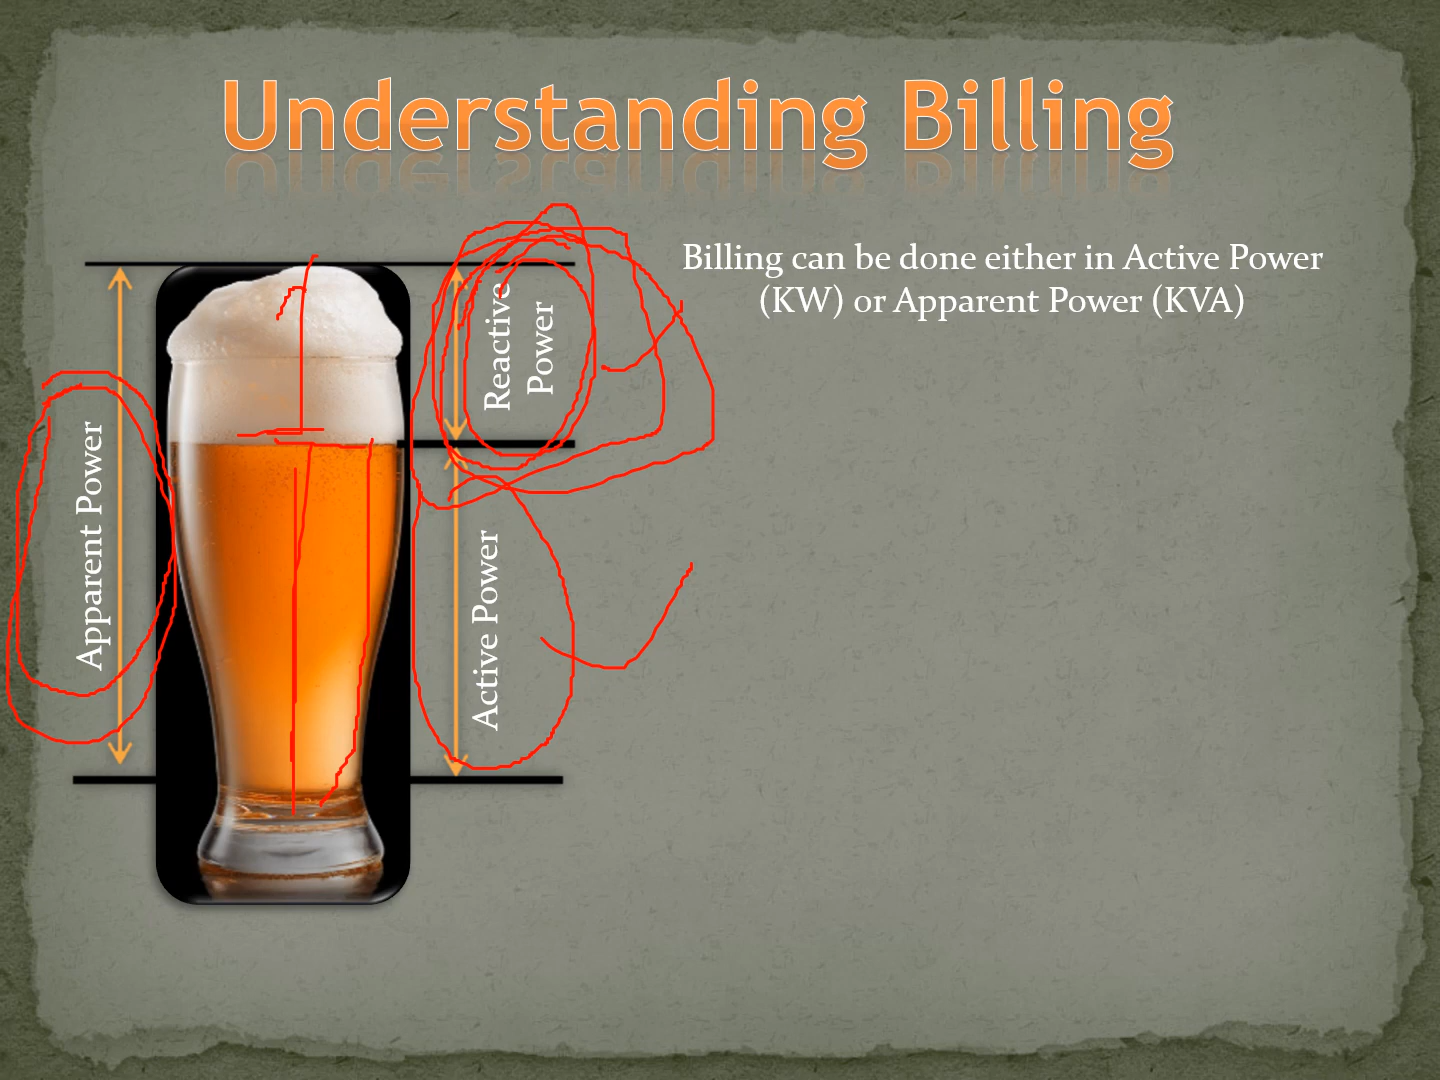 Understanding Billing
Billing can be done either in Active Power
(KW) or Apparent Power (KVA)
Reactive
Power
Apparent Power
Active Power